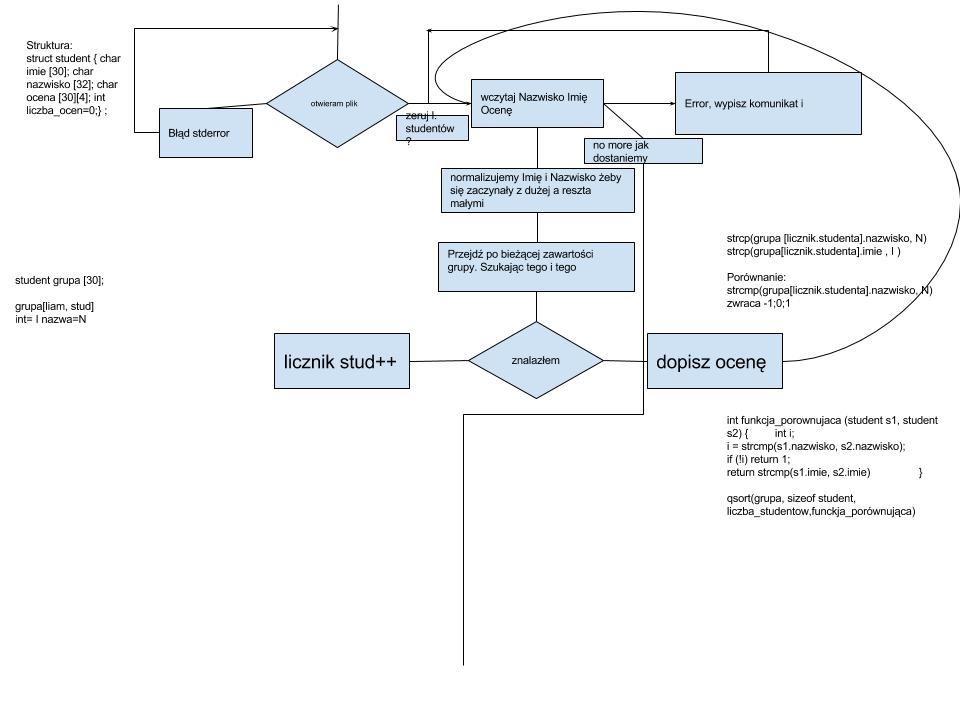 Struktura:
struct student { char
imie [30]; char
nazwisko [32]; char
ocena [30][4]; int
liczba_ocen=0;} ;
Błąd stderror
otwieram plik
zeruj l.
studentów
?
wczytaj Nazwisko Imię
Ocenę
Error, wypisz komunikat i
no more jak
dostaniemy
normalizujemy Imię i Nazwisko żeby
się zaczynały z dużej a reszta
małymi
Przejdź po bieżącej zawartości
grupy. Szukając tego i tego
student grupa [30];
grupa[liam, stud]
int= I nazwa=N
licznik stud++
znalazłem
dopisz ocenę
strcp(grupa [licznik.studenta].nazwisko, N)
strcp(grupa[licznik.studenta].imie , I )
Porównanie:
strcmp(grupa[licznik.studenta].nazwisko, N)
zwraca -1;0;1
int funkcja_porownujaca (student s1, student
s2) { int i;
i = strcmp(s1.nazwisko, s2.nazwisko);
if (!i) return 1;
return strcmp(s1.imie, s2.imie) }
qsort(grupa, sizeof student,
liczba_studentow,funckja_porównująca)